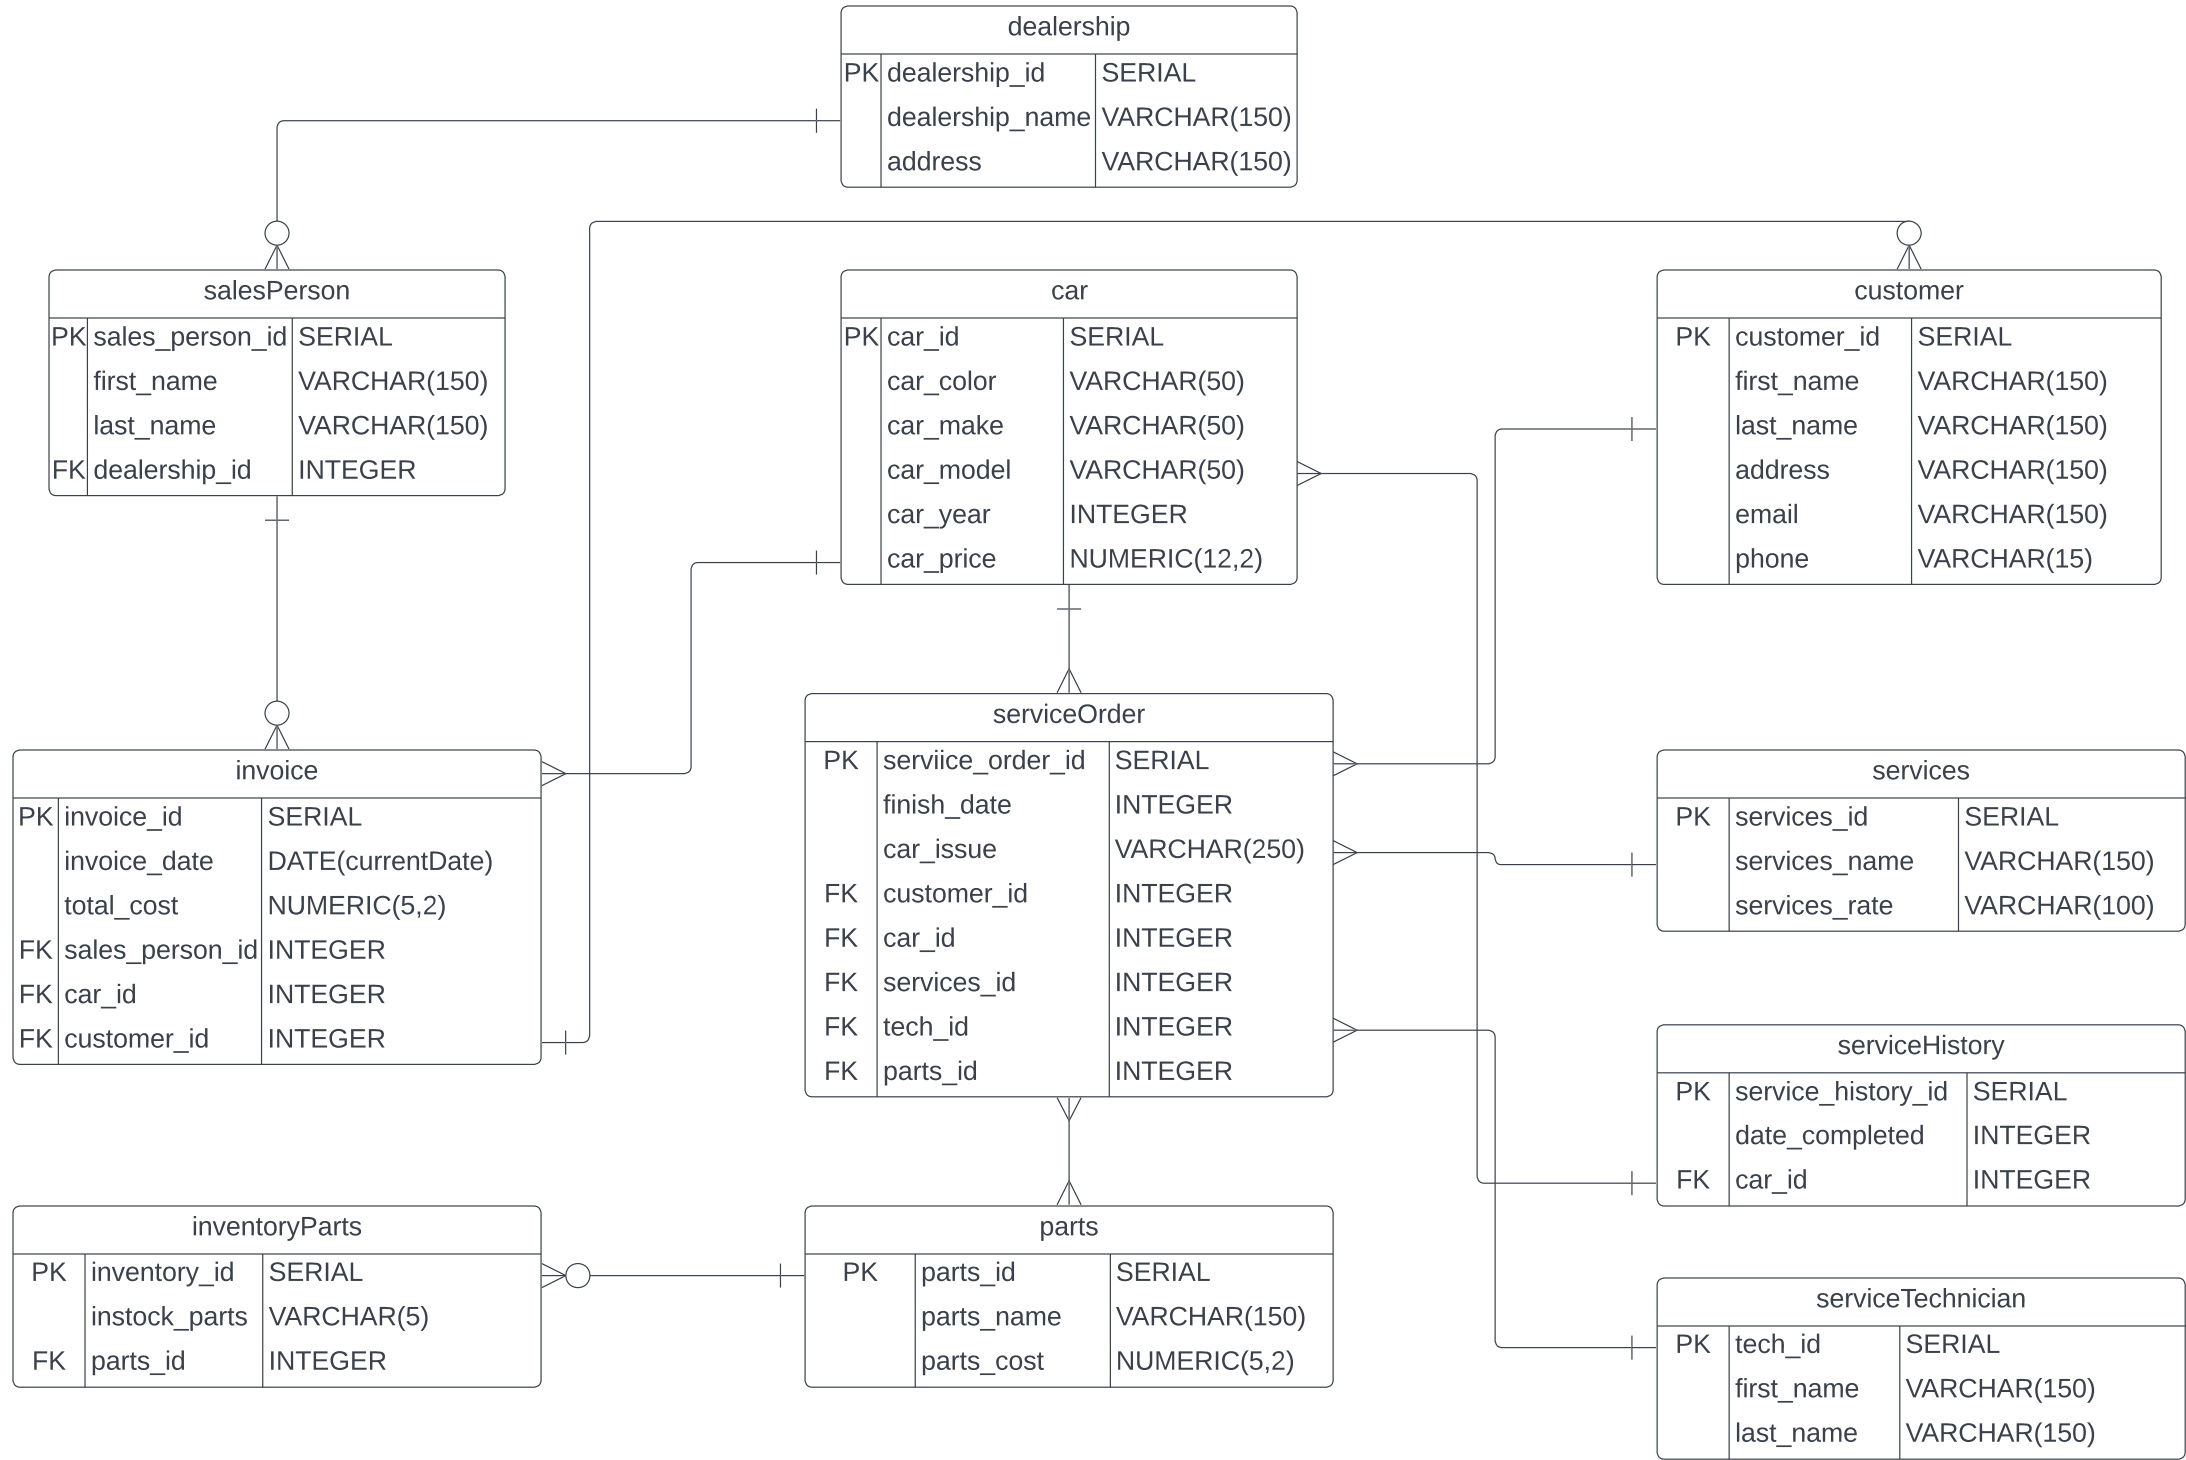 dealership
PK dealership_id SERIAL
dealership_name VARCHAR(150)
address VARCHAR(150)
salesPerson
PK sales_person_id SERIAL
first_name VARCHAR(150)
last_name VARCHAR(150)
FK dealership_id INTEGER
car
PK car_id SERIAL
car_color VARCHAR(50)
car_make VARCHAR(50)
car_model VARCHAR(50)
car_year INTEGER
car_price NUMERIC(12,2)
customer
PK customer_id SERIAL
first_name VARCHAR(150)
last_name VARCHAR(150)
address VARCHAR(150)
email VARCHAR(150)
phone VARCHAR(15)
invoice
PK invoice_id SERIAL
invoice_date DATE(currentDate)
total_cost NUMERIC(5,2)
FK sales_person_id INTEGER
FK car_id INTEGER
FK customer_id INTEGER
serviceOrder
PK serviice_order_id SERIAL
finish_date INTEGER
car_issue VARCHAR(250)
FK customer_id INTEGER
FK car_id INTEGER
FK services_id INTEGER
FK tech_id INTEGER
FK parts_id INTEGER
services
PK services_id SERIAL
services_name VARCHAR(150)
services_rate VARCHAR(100)
serviceHistory
PK service_history_id SERIAL
date_completed INTEGER
FK car_id INTEGER
inventoryParts
PK inventory_id SERIAL
instock_parts VARCHAR(5)
FK parts_id INTEGER
parts
PK parts_id SERIAL
parts_name VARCHAR(150)
parts_cost NUMERIC(5,2)
serviceTechnician
PK tech_id SERIAL
first_name VARCHAR(150)
last_name VARCHAR(150)